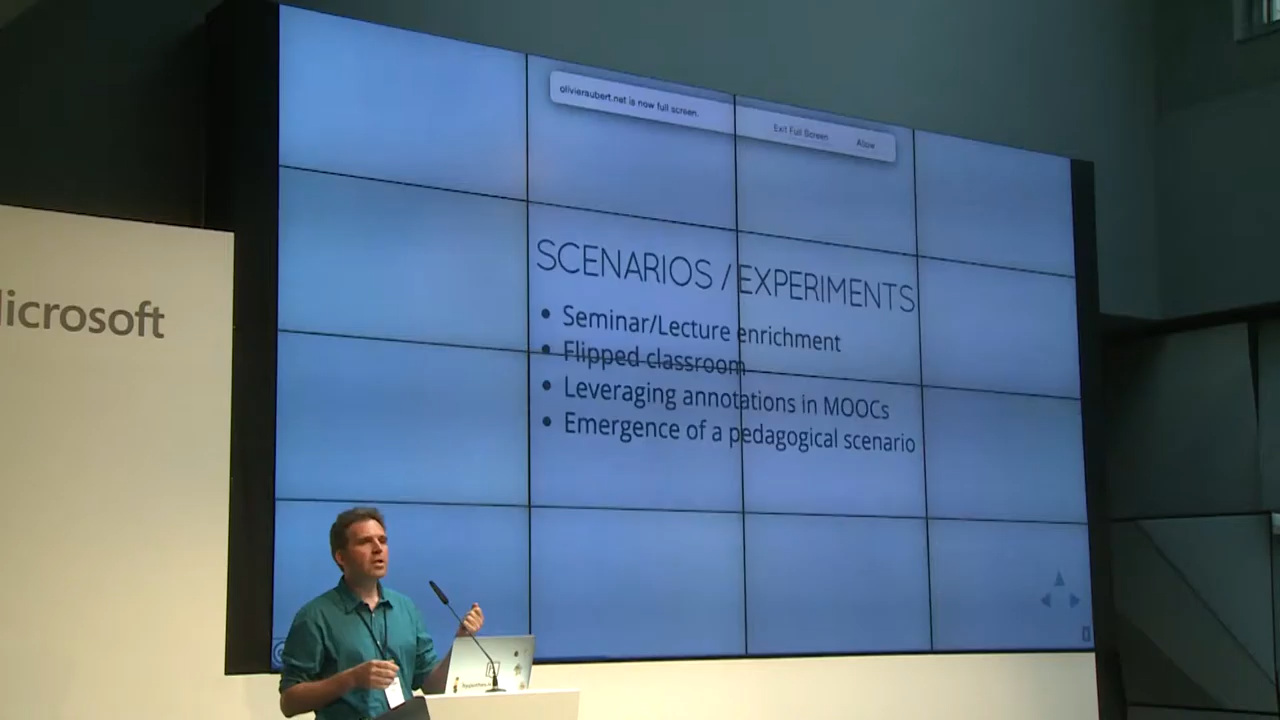 olivieraubert.net is now full screen.
Exit Full Screen
Allow
icrosoft
SCENARIOS / EXPERIMENTS
• Seminar/Lecture enrichment
• Flipped classroom
• Leveraging annotations in MOOCs
• Emergence of a pedagogical scenario